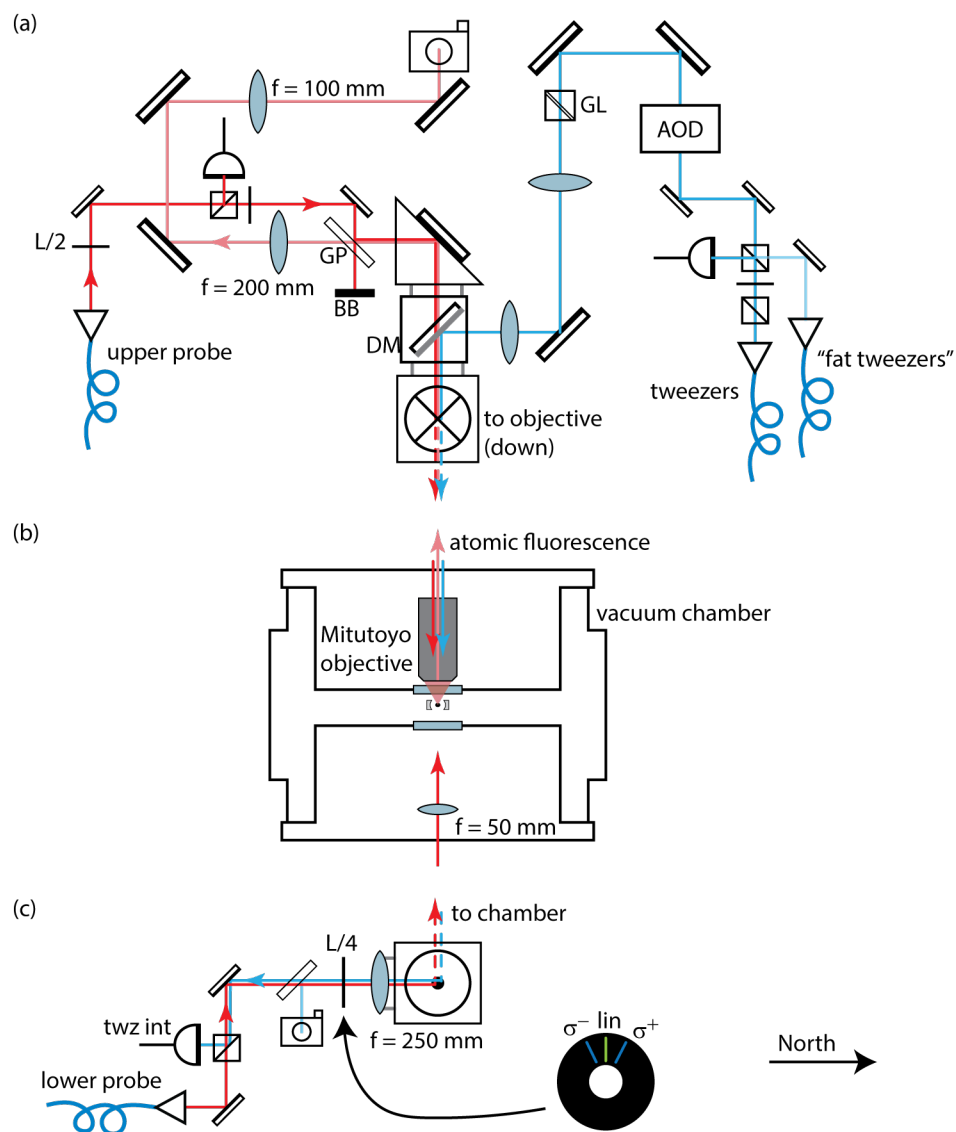 (a)
f = 100 mm
GL
AOD
L/2
GP
f = 200 mm
BB
DM
upper probe
to objective
(down)
tweezers
"fat tweezers"
(b)
atomic fluorescence
vacuum chamber
Mitutoyo
objective
f = 50 mm
(c)
to chamber
L/4
twz int
f = 250 mm
lower probe
σ⁻ lin σ⁺
North